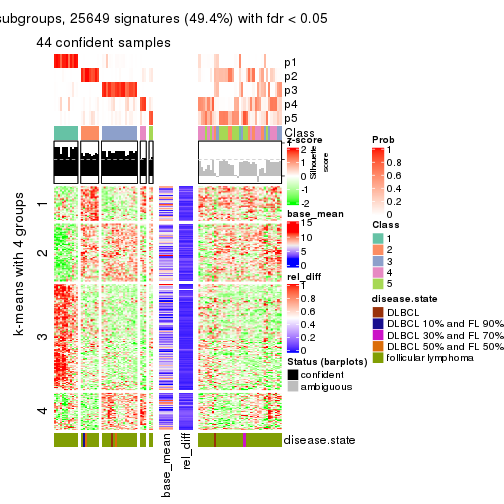 subgroups, 25649 signatures (49.4%) with fdr < 0.05
44 confident samples
p1
p2
p3
p4
p5
Class
1
2
3
4
k-means with 4 groups
base_mean
rel_diff
disease.state
z-score
2
1
0
-1
-2
Silhouette
score
1
base_mean
15
10
5
0
rel_diff
1
0.8
0.6
0.4
0.2
0
Status (barplots)
confident
ambiguous
Prob
1
0.8
0.6
0.4
0.2
0
Class
1
2
3
4
5
disease.state
DLBCL
DLBCL 10% and FL 90%
DLBCL 30% and FL 70%
DLBCL 50% and FL 50%
follicular lymphoma